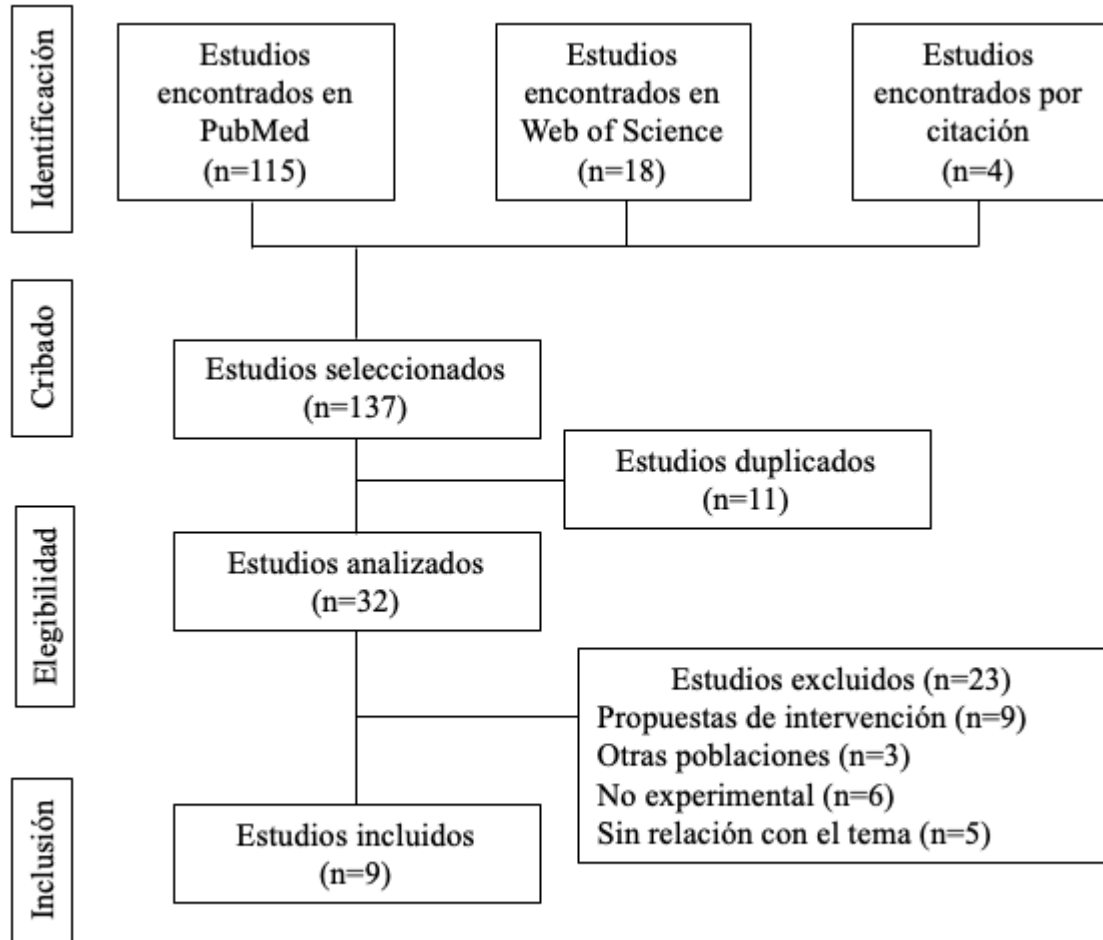 Identificación
Estudios
encontrados en
PubMed
(n=115)
Estudios
encontrados en
Web of Science
(n=18)
Estudios
encontrados por
citación
(n=4)
Cribado
Estudios seleccionados
(n=137)
Estudios duplicados
(n=11)
Elegibilidad
Estudios analizados
(n=32)
Estudios excluidos (n=23)
Propuestas de intervención (n=9)
Otras poblaciones (n=3)
No experimental (n=6)
Sin relación con el tema (n=5)
Inclusión
Estudios incluidos
(n=9)